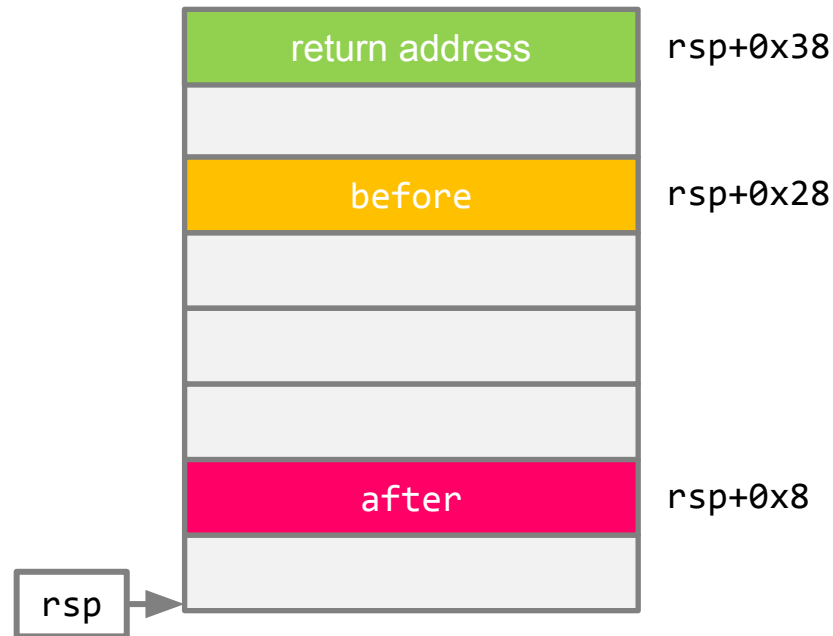 return address
rsp+0x38
before
rsp+0x28
after
rsp+0x8
rsp